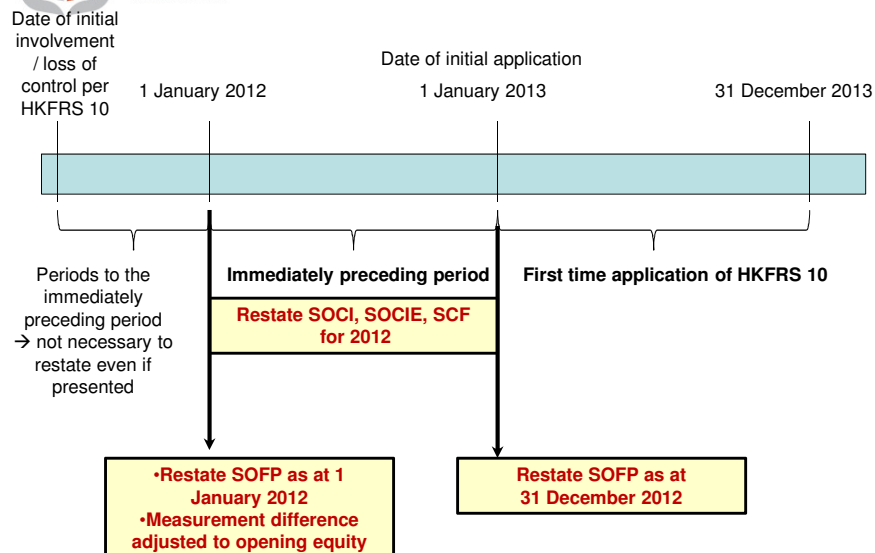 Date of initial
involvement
/ loss of
control per
HKFRS 10
1 January 2012
Date of initial application
1 January 2013
31 December 2013
Periods to the
immediately
preceding period
→ not necessary to
restate even if
presented
Immediately preceding period
First time application of HKFRS 10
Restate SOCI, SOCIE, SCF
for 2012
•Restate SOFP as at 1
January 2012
•Measurement difference
adjusted to opening equity
Restate SOFP as at
31 December 2012